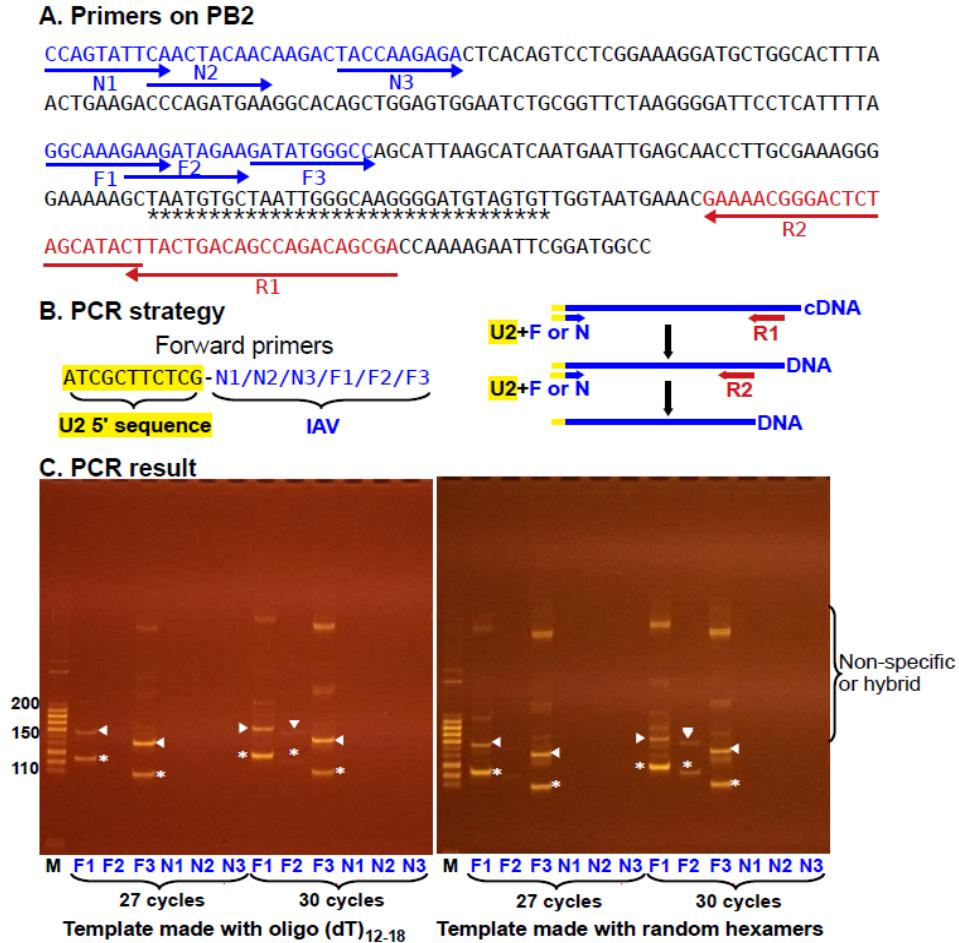 A. Primers on PB2
CCAGTATTCAACTACAACAAGACTACCAAGAGACTCACAGTCCTCGGAAAGGATGCTGGCACTTTA
N1 N2 N3
ACTGAAGACCCAGATGAAGGCACAGCTGGAGTGGAATCTGCGGTTCTAAGGGGATTCCTCATTTTA
GGCAAAGAAGATAGAAGATATGGGCCAGCATTAAGCATCAATGAATTGAGCAACCTTGCGAAAGGG
F1 F2 F3
GAAAAAGCTAATGTGCTAATTGGGCAAGGGGATGTAGTGTTGGTAATGAAACGAAAACGGGACTCT
*********************************
R2
AGCATACTTACTGACAGCCAGACAGCGACCAAAAGAATTCGGATGGCC
R1
B. PCR strategy
Forward primers
ATCGCTTCTCG-N1/N2/N3/F1/F2/F3
U2 5' sequence IAV
cDNA
U2+F or N R1
DNA
U2+F or N R2
DNA
C. PCR result
200
150
110
* * * * *
* * * * *
Non-specific
or hybrid
M F1 F2 F3 N1 N2 N3 F1 F2 F3 N1 N2 N3 M F1 F2 F3 N1 N2 N3 F1 F2 F3 N1 N2 N3
27 cycles 30 cycles 27 cycles 30 cycles
Template made with oligo (dT)12-18 Template made with random hexamers